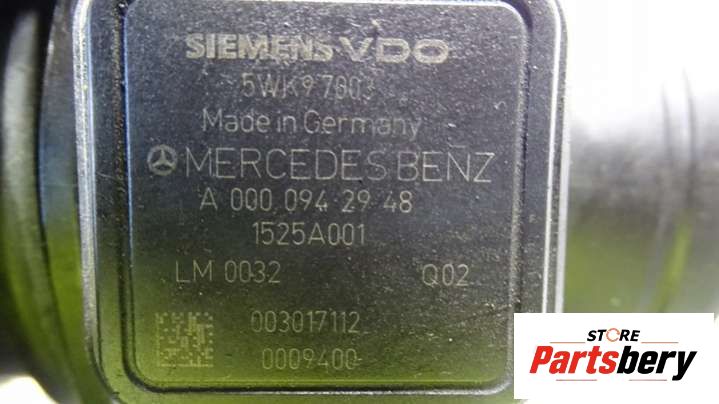 SIEMENS VDO
5WK9 7003
Made in Germany
MERCEDES BENZ
A 000 094 29 48
1525A001
LM 0032 Q02
003017112
0009400
STORE
Partsbery